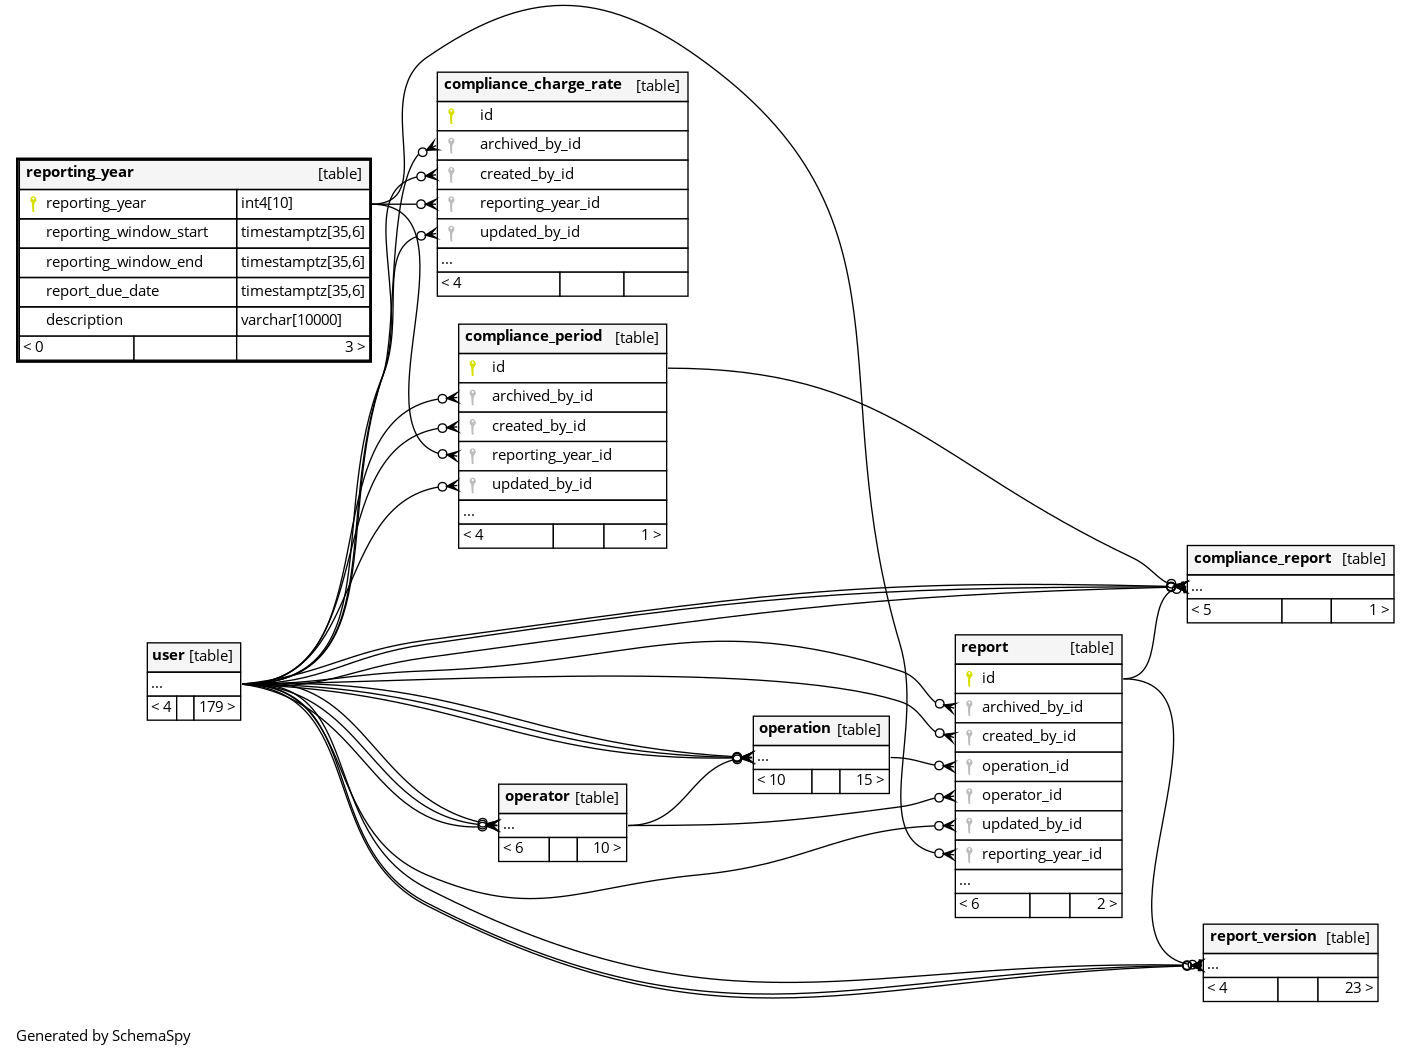 compliance_charge_rate [table]
id
archived_by_id
created_by_id
reporting_year_id
updated_by_id
...
< 4
reporting_year [table]
reporting_year int4[10]
reporting_window_start timestamptz[35,6]
reporting_window_end timestamptz[35,6]
report_due_date timestamptz[35,6]
description varchar[10000]
< 0 3 >
compliance_period [table]
id
archived_by_id
created_by_id
reporting_year_id
updated_by_id
...
< 4 1 >
compliance_report [table]
...
< 5 1 >
user [table]
...
< 4 179 >
report [table]
id
archived_by_id
created_by_id
operation_id
operator_id
updated_by_id
reporting_year_id
...
< 6 2 >
operation [table]
...
< 10 15 >
operator [table]
...
< 6 10 >
report_version [table]
...
< 4 23 >
Generated by SchemaSpy